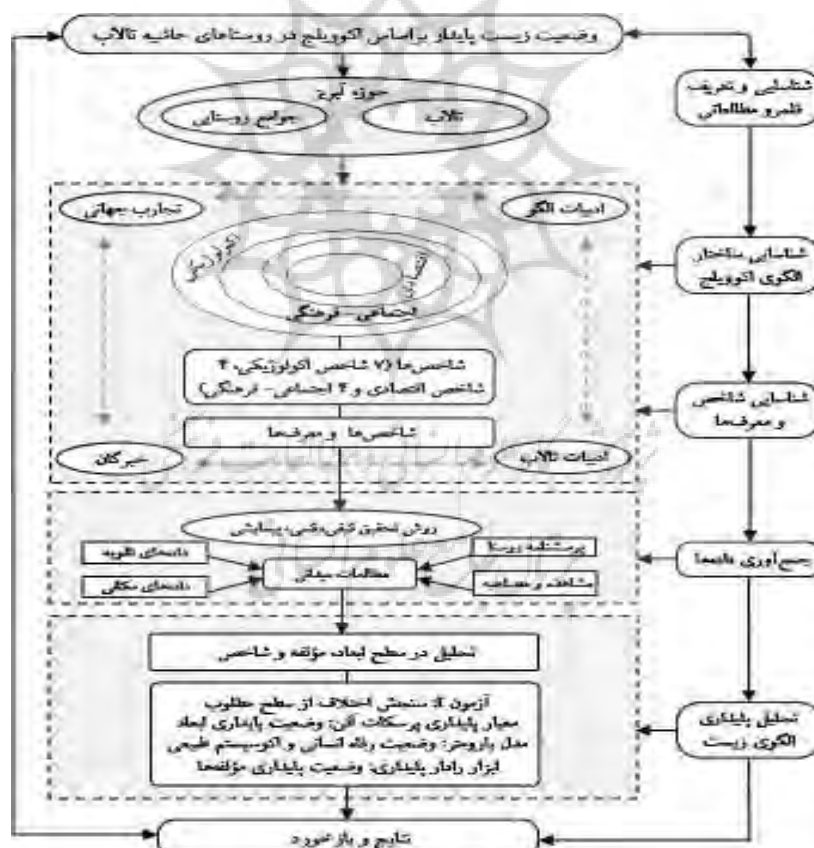 وضعیت زیست پایدار براساس اکوویلج در روستاهای حاشیه تالاب
شناسایی و تعریف
قلمرو مطالعاتی
حوزه آبریز
تالاب
جوامع روستایی
ادبیات الگو
تجارب جهانی
شناسایی ساختار
الگوی اکوویلج
اکولوژیکی
اقتصادی
اجتماعی- فرهنگی
شاخص‌ها (۷ شاخص اکولوژیکی، ۴
شاخص اقتصادی و ۴ اجتماعی- فرهنگی)
شناسایی شاخص
و معرف‌ها
شاخص‌ها و معرف‌ها
ادبیات تالاب
خبرگان
روش تحقیق کیفی، کمی، پیمایشی
جمع‌آوری داده‌ها
پرسشنامه روستا
داده‌های ثانویه
مطالعات میدانی
مشاهده و مصاحبه
داده‌های مکانی
تحلیل در سطح ابعاد، مؤلفه و شاخص
تحلیل پایداری
الگوی زیست
آزمون t: سنجش اختلاف از سطح مطلوب
معیار پایداری پرسکات آلن: وضعیت پایداری ابعاد
مدل بارومتر: وضعیت رفاه انسانی و اکوسیستم طبیعی
ابزار رادار پایداری: وضعیت پایداری مؤلفه‌ها
نتایج و بازخورد